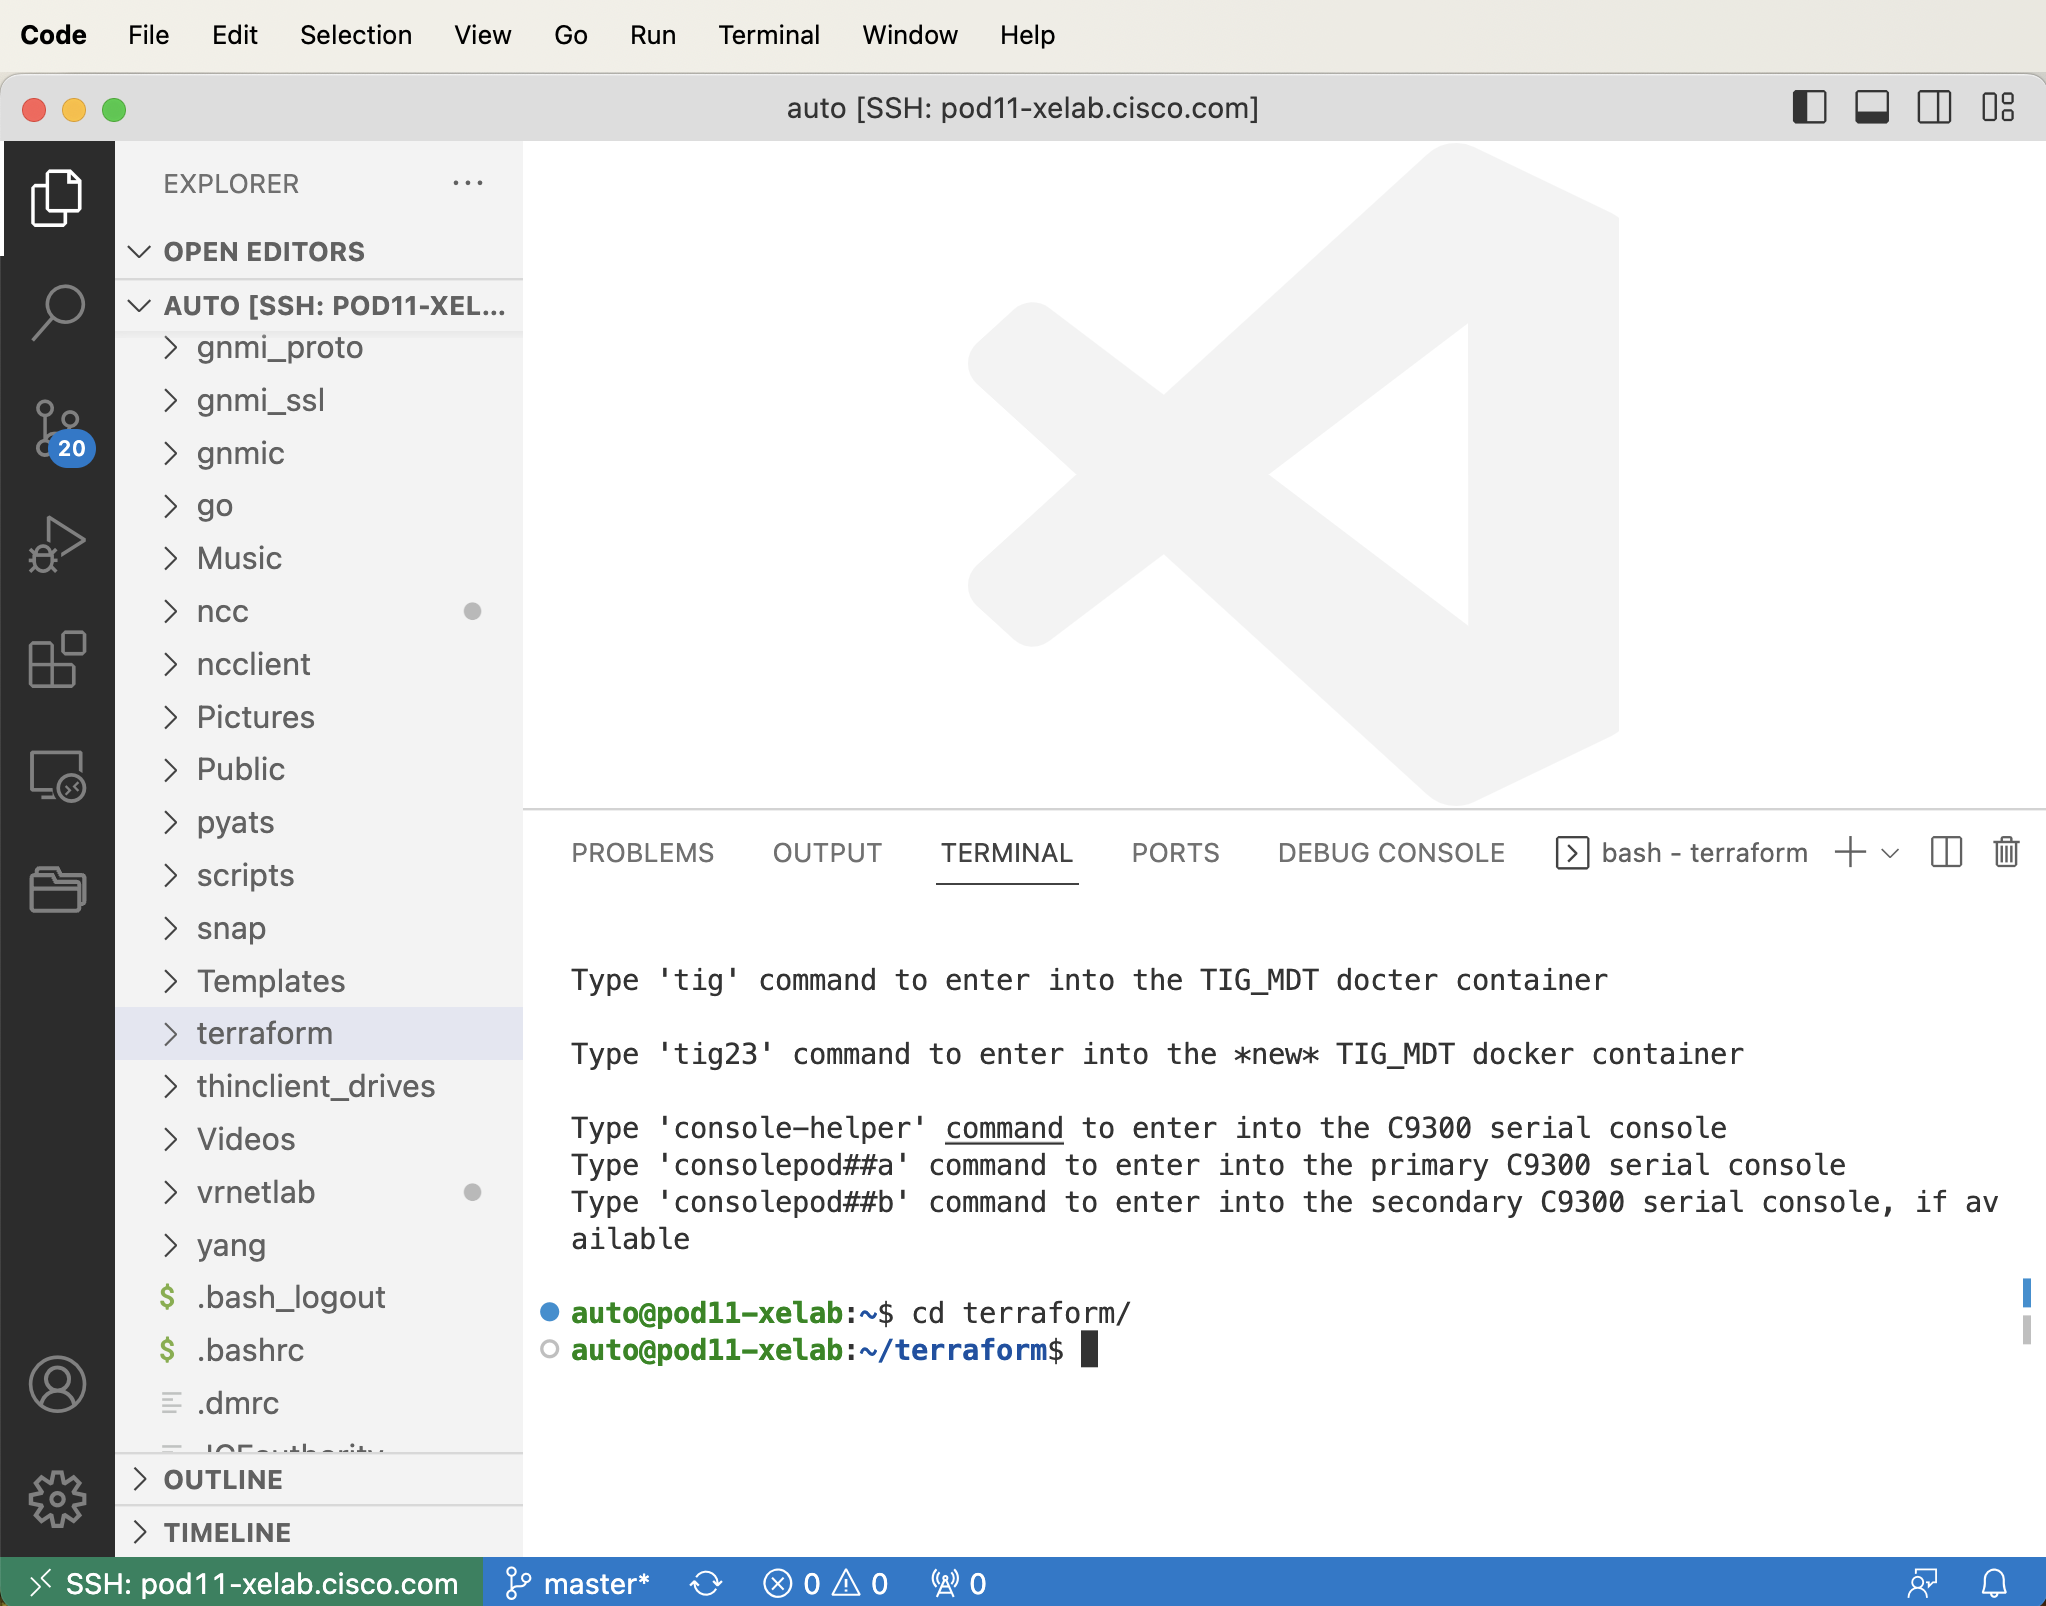 Code File Edit Selection View Go Run Terminal Window Help
auto [SSH: pod11-xelab.cisco.com]
EXPLORER
OPEN EDITORS
AUTO [SSH: POD11-XEL...
gnmi_proto
gnmi_ssl
gnmic
go
Music
ncc
ncclient
Pictures
Public
pyats
scripts
snap
Templates
terraform
thinclient_drives
Videos
vrnetlab
yang
$ .bash_logout
$ .bashrc
.dmrc
.ICEauthority
OUTLINE
TIMELINE
20
PROBLEMS OUTPUT TERMINAL PORTS DEBUG CONSOLE bash - terraform
Type 'tig' command to enter into the TIG_MDT docter container
Type 'tig23' command to enter into the *new* TIG_MDT docker container
Type 'console-helper' command to enter into the C9300 serial console
Type 'consolepod##a' command to enter into the primary C9300 serial console
Type 'consolepod##b' command to enter into the secondary C9300 serial console, if av
ailable
auto@pod11-xelab:~$ cd terraform/
auto@pod11-xelab:~/terraform$
SSH: pod11-xelab.cisco.com master* 0 0 0